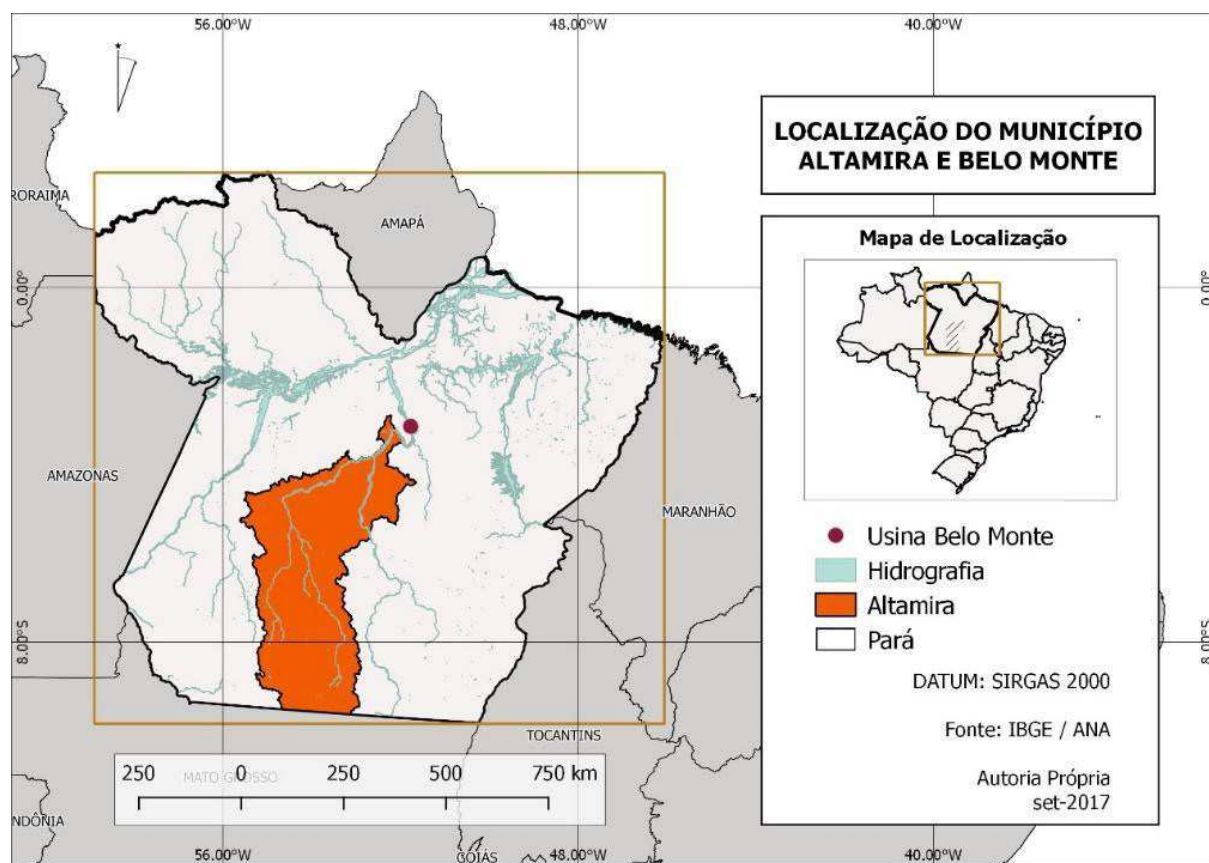 56.00°W 48.00°W 40.00°W
LOCALIZAÇÃO DO MUNICÍPIO
ALTAMIRA E BELO MONTE
RORAIMA
AMAPÁ
Mapa de Localização
0.00°
0.00°
AMAZONAS
MARANHÃO
Usina Belo Monte
Hidrografia
Altamira
Pará
8.00°S
8.00°S
DATUM: SIRGAS 2000
Fonte: IBGE / ANA
TOCANTINS
Autoria Própria
set-2017
250 0 250 500 750 km
MATO GROSSO
NDÔNIA
GOIÁS
56.00°W 48.00°W 40.00°W